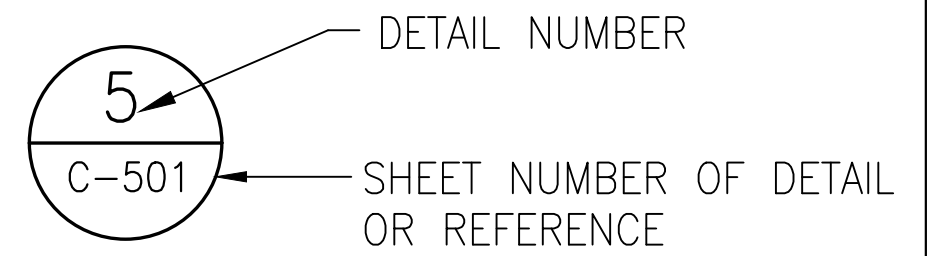 5
DETAIL NUMBER
C-501
SHEET NUMBER OF DETAIL
OR REFERENCE